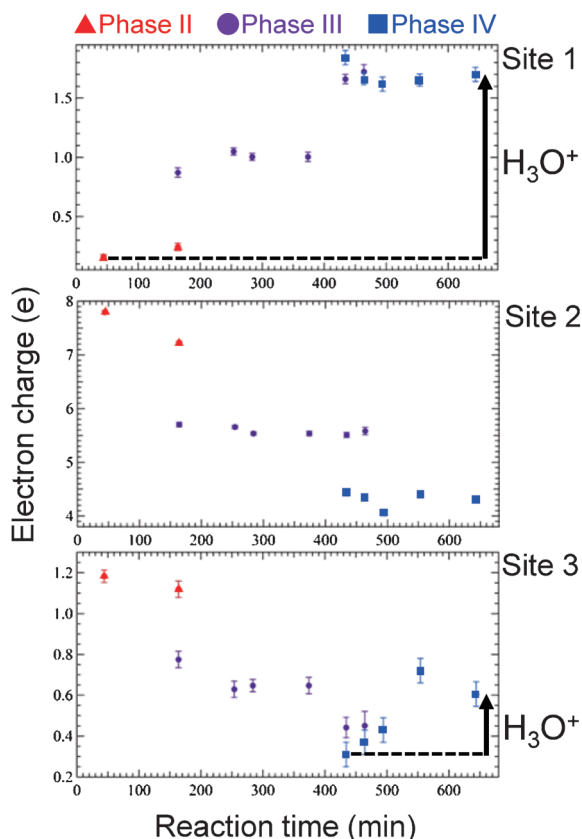 ▲Phase II ●Phase III ■Phase IV
Electron charge (e)
Site 1
1.5
1.0
0.5
H₃O⁺
0 100 200 300 400 500 600
Site 2
8
7
6
5
4
0 100 200 300 400 500 600
Site 3
1.2
1.0
0.8
0.6
0.4
0.2
H₃O⁺
0 100 200 300 400 500 600
Reaction time (min)